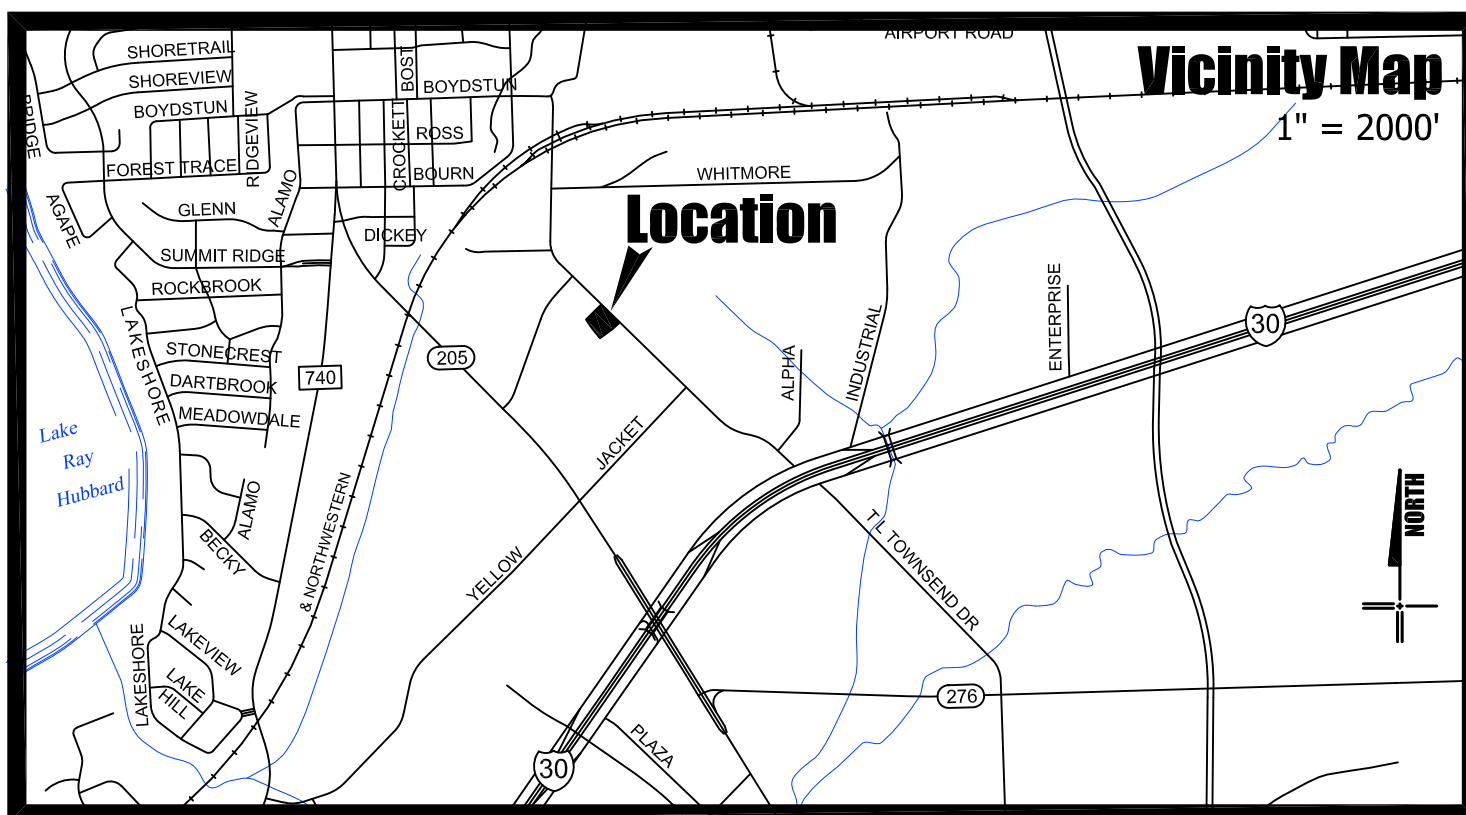 AIRPORT ROAD
Vicinity Map
1" = 2000'
SHORETRAIL
SHOREVIEW
BOYDSTUN
BOST
BOYDSTUN
RIDGEVIEW
CROCKETT
ROSS
BOURN
FOREST TRACE
RIDGE
AGAPE
GLENN
ALAMO
DICKEY
WHITMORE
Location
SUMMIT RIDGE
ROCKBROOK
LAKESHORE
STONECREST
DARTBROOK
MEADOWDALE
740
205
ALPHA
INDUSTRIAL
ENTERPRISE
30
Lake
Ray
Hubbard
JACKET
YELLOW
ALAMO
BECKY
& NORTHWESTERN
T L TOWNSEND DR
NORTH
LAKESHORE
LAKEVIEW
LAKE
HILL
276
PLAZA
30